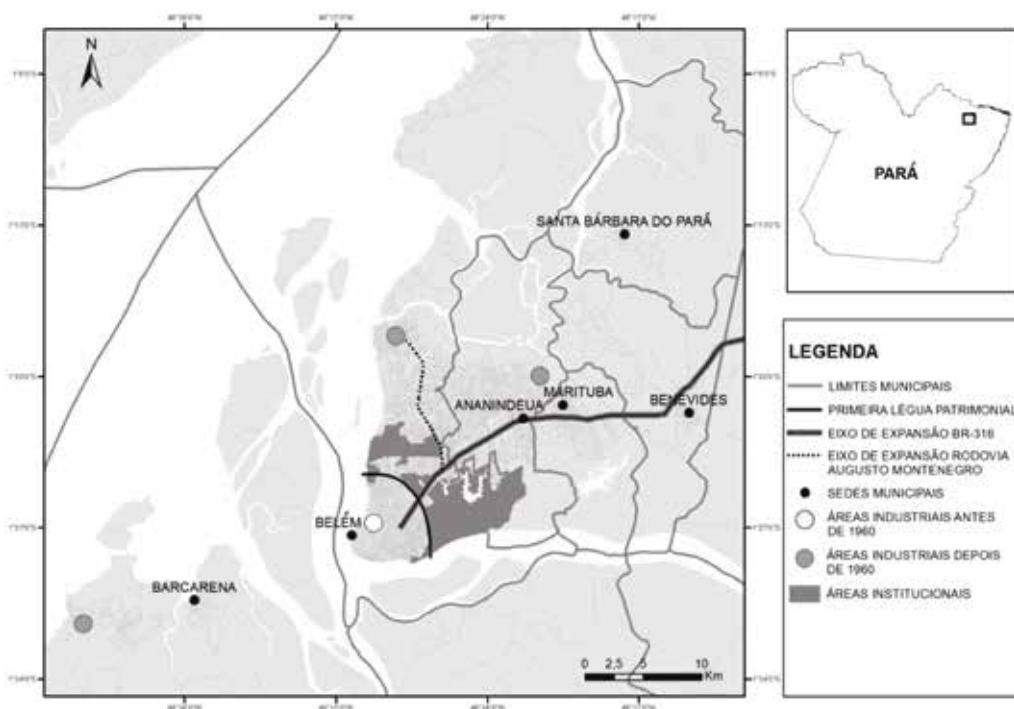 N
SANTA BÁRBARA DO PARÁ
MARITUBA
ANANINDEUA
BENEVIDES
BELÉM
BARCARENA
0 2,5 5 10
Km
PARÁ
LEGENDA
LIMITES MUNICIPAIS
PRIMEIRA LÉGUA PATRIMONIAL
EIXO DE EXPANSÃO BR-316
EIXO DE EXPANSÃO RODOVIA
AUGUSTO MONTENEGRO
SEDES MUNICIPAIS
ÁREAS INDUSTRIAIS ANTES
DE 1960
ÁREAS INDUSTRIAIS DEPOIS
DE 1960
ÁREAS INSTITUCIONAIS